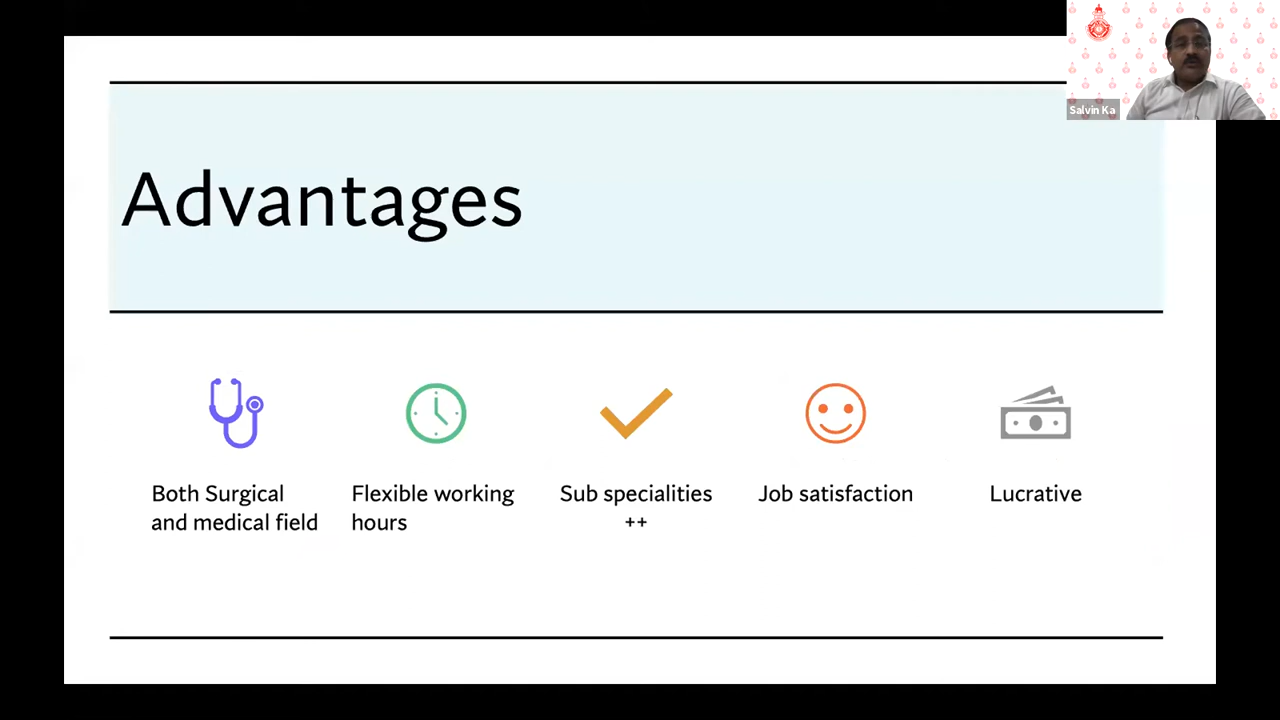 Salvin Ka
Advantages
Both Surgical
and medical field
Flexible working
hours
Sub specialities
++
Job satisfaction
Lucrative